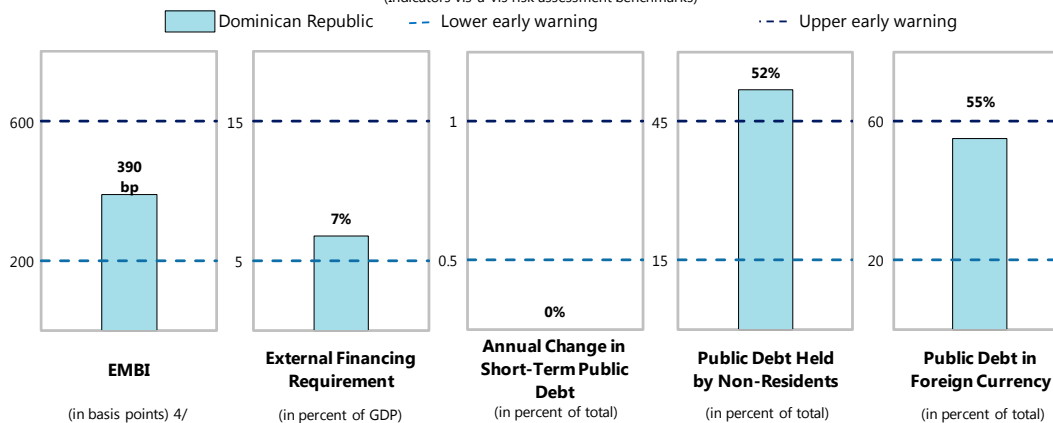 (Indicators vis-à-vis risk assessment benchmarks)
Dominican Republic
Lower early warning
Upper early warning
600
200
390
bp
EMBI
(in basis points) 4/
15
5
7%
External Financing
Requirement
(in percent of GDP)
1
0.5
0%
Annual Change in
Short-Term Public
Debt
(in percent of total)
45
15
52%
Public Debt Held
by Non-Residents
(in percent of total)
60
20
55%
Public Debt in
Foreign Currency
(in percent of total)